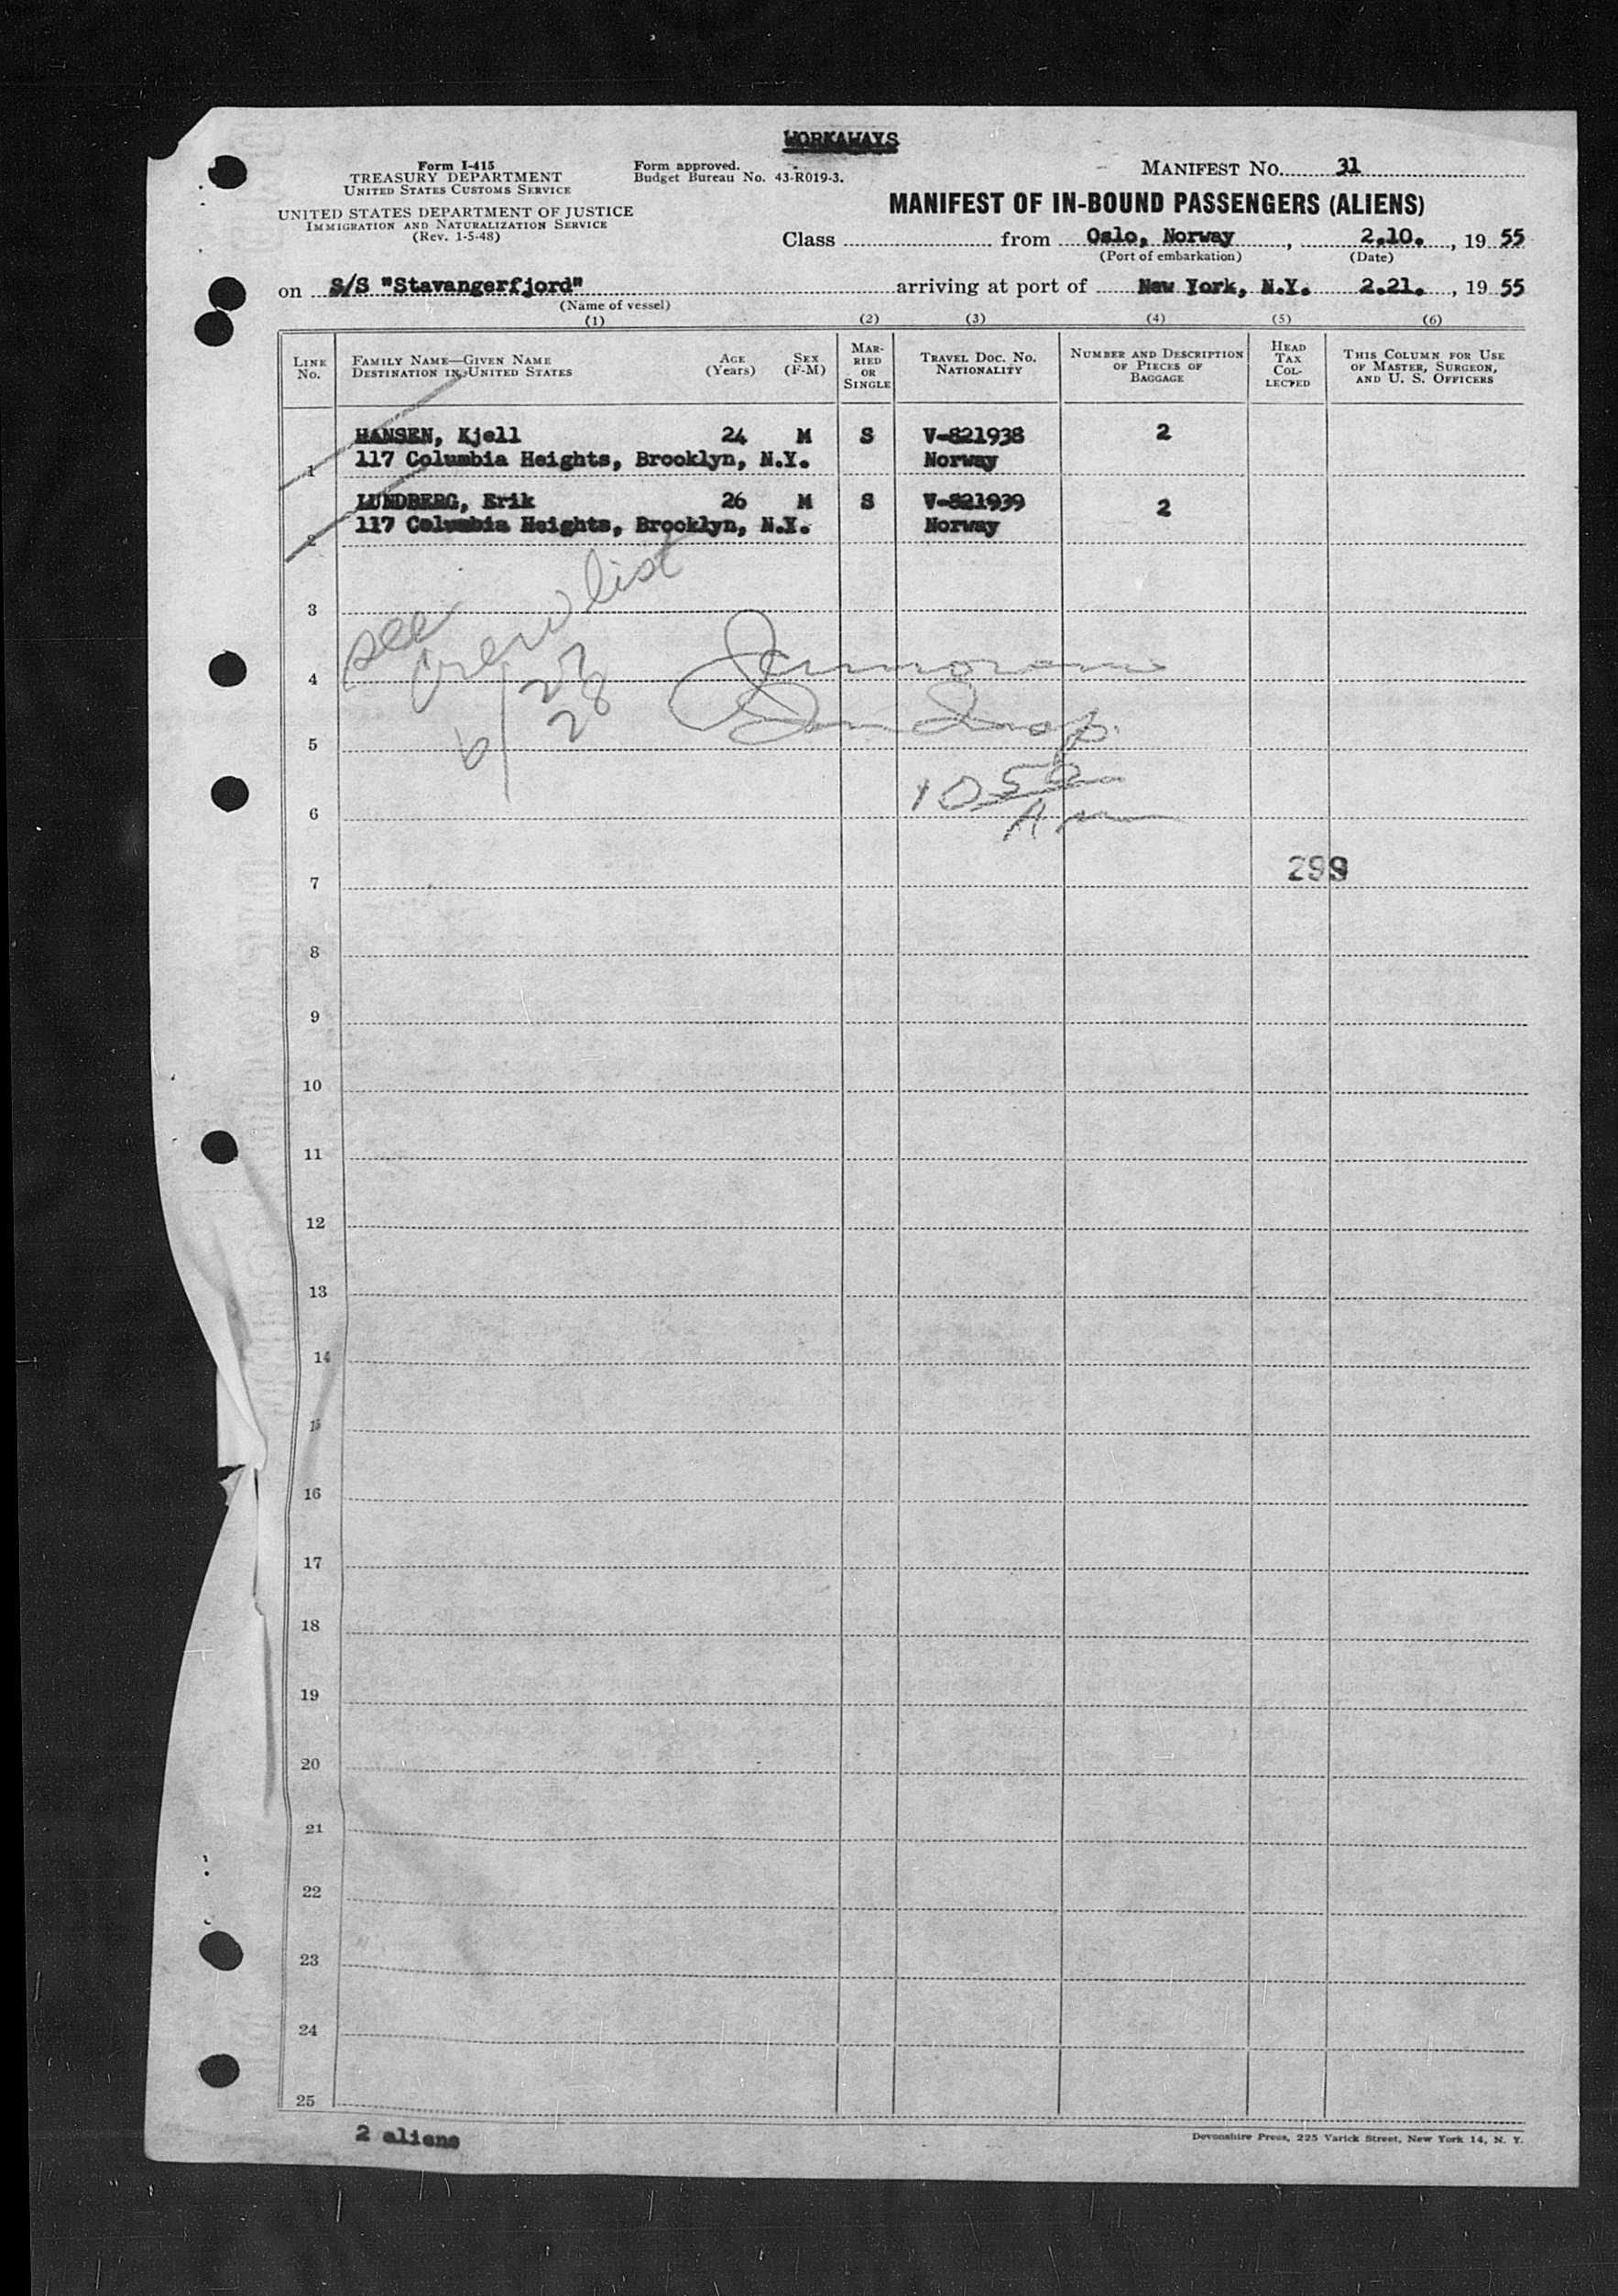 WORKAWAYS
Form I-415
TREASURY DEPARTMENT
UNITED STATES CUSTOMS SERVICE
UNITED STATES DEPARTMENT OF JUSTICE
IMMIGRATION AND NATURALIZATION SERVICE
(Rev. 1-5-48)
Form approved.
Budget Bureau No. 43-R019-3.
MANIFEST NO. 31
MANIFEST OF IN-BOUND PASSENGERS (ALIENS)
Class from Oslo, Norway, 2.10., 19 55
(Port of embarkation) (Date)
on S/S "Stavangerfjord" arriving at port of New York, N.Y. 2.21., 19 55
(Name of vessel)
(1) (2) (3) (4) (5) (6)
LINE NO.
FAMILY NAME—GIVEN NAME
DESTINATION IN UNITED STATES
AGE (Years)
SEX (F-M)
MARRIED OR SINGLE
TRAVEL DOC. NO. NATIONALITY
NUMBER AND DESCRIPTION OF PIECES OF BAGGAGE
HEAD TAX COLLECTED
THIS COLUMN FOR USE OF MASTER, SURGEON, AND U. S. OFFICERS
HANSEN, Kjell 24 M S V-821938 2
1 117 Columbia Heights, Brooklyn, N.Y. Norway
LUNDBERG, Erik 26 M S V-821939 2
2 117 Columbia Heights, Brooklyn, N.Y. Norway
see
crew list
6/27
28
3
4
5
10 50
AM
6
299
7
8
9
10
11
12
13
14
15
16
17
18
19
20
21
22
23
24
25
2 aliens
Devonshire Press, 225 Varick Street, New York 14, N. Y.